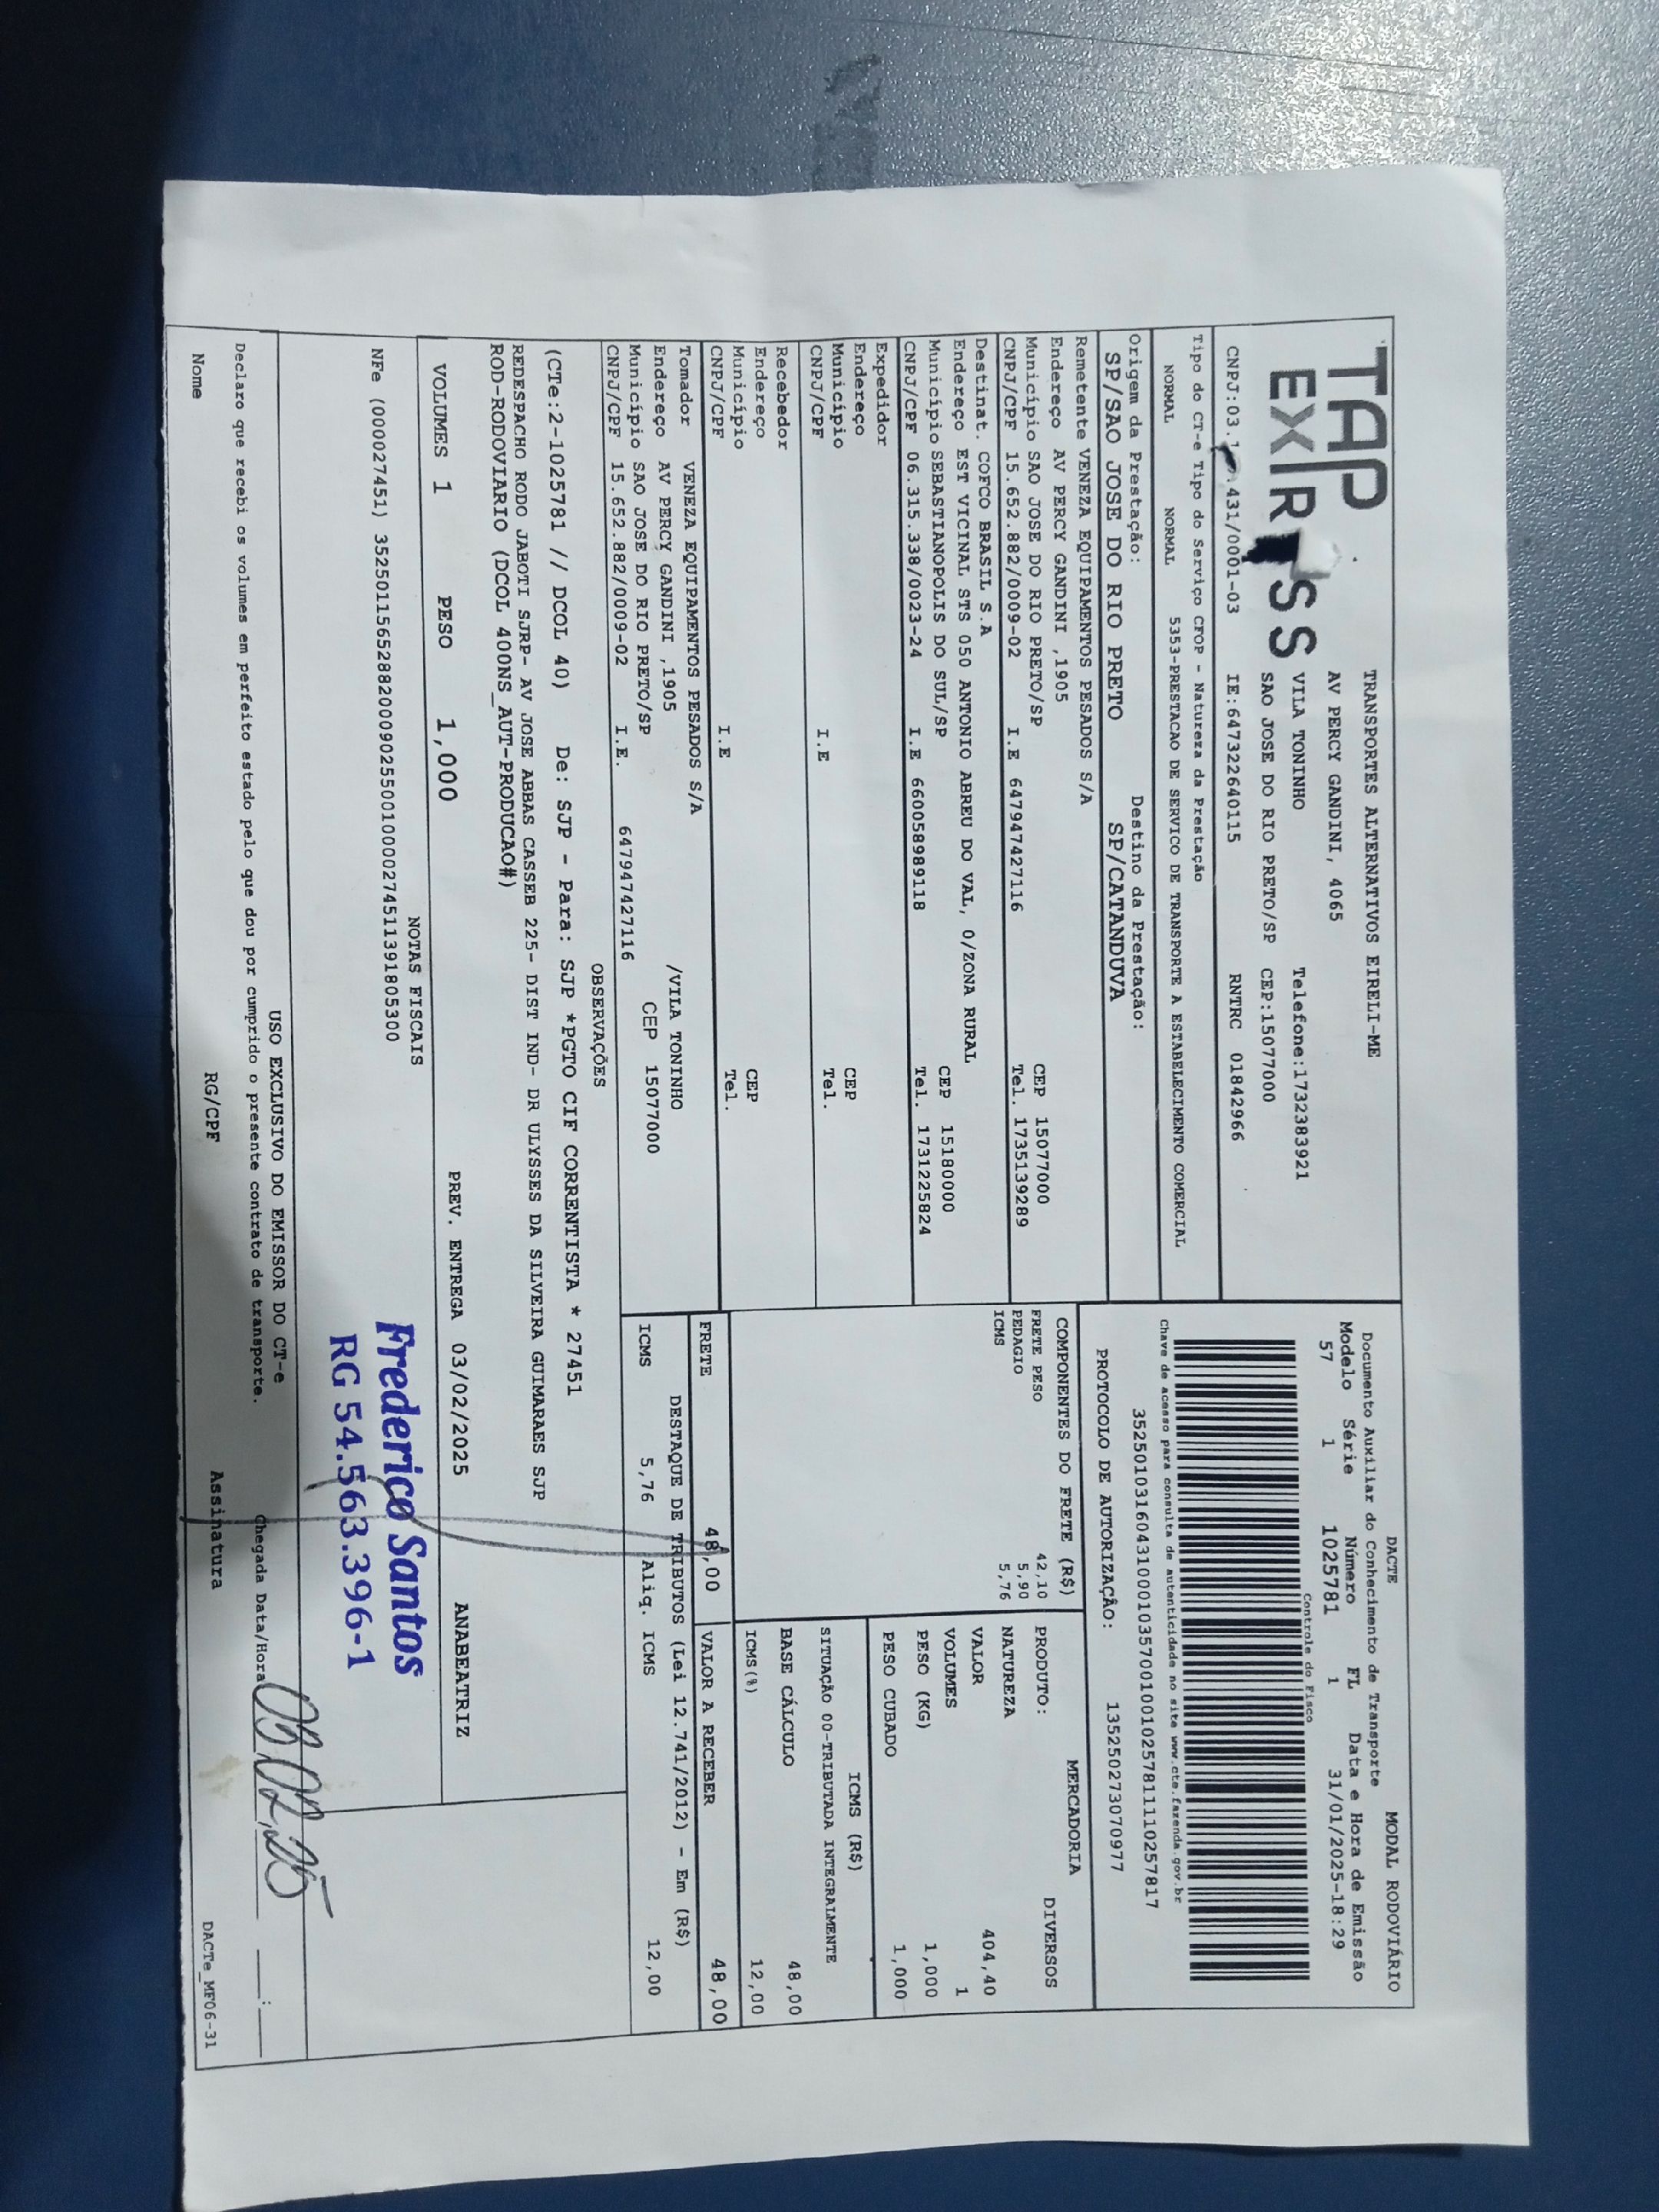 TAP
EXPR SS
TRANSPORTES ALTERNATIVOS EIRELI-ME
AV PERCY GANDINI, 4065
VILA TONINHO Telefone:1732383921
SAO JOSE DO RIO PRETO/SP CEP:15077000
CNPJ:03.1 .431/0001-03 IE:647322640115 RNTRC 01842966
Tipo do CT-e Tipo do Serviço CFOP - Natureza da Prestação
NORMAL NORMAL 5353-PRESTACAO DE SERVICO DE TRANSPORTE A ESTABELECIMENTO COMERCIAL
Origem da Prestação: Destino da Prestação:
SP/SAO JOSE DO RIO PRETO SP/CATANDUVA
Remetente VENEZA EQUIPAMENTOS PESADOS S/A
Endereço AV PERCY GANDINI ,1905
Município SAO JOSE DO RIO PRETO/SP CEP 15077000
CNPJ/CPF 15.652.882/0009-02 I.E 647947427116 Tel. 1735139289
Destinat. COFCO BRASIL S.A
Endereço EST VICINAL STS 050 ANTONIO ABREU DO VAL, 0/ZONA RURAL
Município SEBASTIANOPOLIS DO SUL/SP CEP 15180000
CNPJ/CPF 06.315.338/0023-24 I.E 660058989118 Tel. 1731225824
Expedidor
Endereço
Município CEP
CNPJ/CPF I.E Tel.
Recebedor
Endereço
Município CEP
CNPJ/CPF I.E Tel.
Tomador VENEZA EQUIPAMENTOS PESADOS S/A
Endereço AV PERCY GANDINI ,1905 /VILA TONINHO
Município SAO JOSE DO RIO PRETO/SP CEP 15077000
CNPJ/CPF 15.652.882/0009-02 I.E. 647947427116
DACTE MODAL RODOVIÁRIO
Documento Auxiliar do Conhecimento de Transporte
Modelo Série Número FL Data e Hora de Emissão
57 1 1025781 1 31/01/2025-18:29
Controle do Fisco
Chave de acesso para consulta de autenticidade no site www.cte.fazenda.gov.br
35250103160431000103570010010257811110257817
PROTOCOLO DE AUTORIZAÇÃO: 135250273070977
COMPONENTES DO FRETE (R$)
FRETE PESO 42,10
PEDAGIO 5,90
ICMS 5,76
MERCADORIA
PRODUTO: DIVERSOS
NATUREZA
VALOR 404,40
VOLUMES 1
PESO (KG) 1,000
PESO CUBADO 1,000
ICMS (R$)
SITUAÇÃO 00-TRIBUTADA INTEGRALMENTE
BASE CÁLCULO 48,00
ICMS(%) 12,00
FRETE 48,00 VALOR A RECEBER 48,00
DESTAQUE DE TRIBUTOS (Lei 12.741/2012) - Em (R$)
ICMS 5,76 Aliq. ICMS 12,00
OBSERVAÇÕES
(CTe:2-1025781 // DCOL 40) De: SJP - Para: SJP *PGTO CIF CORRENTISTA * 27451
REDESPACHO RODO JABOTI SJRP- AV JOSE ABBAS CASSEB 225- DIST IND- DR ULYSSES DA SILVEIRA GUIMARAES SJP
ROD-RODOVIARIO (DCOL 400NS_AUT-PRODUCAO#)
VOLUMES 1 PESO 1,000 PREV. ENTREGA 03/02/2025 ANABEATRIZ
NOTAS FISCAIS
NFe (000027451) 35250115652882000902550010000274511391805300
Frederico Santos
RG 54.563.396-1
USO EXCLUSIVO DO EMISSOR DO CT-e
Declaro que recebi os volumes em perfeito estado pelo que dou por cumprido o presente contrato de transporte. Chegada Data/Hora 03.02.25 ___:___
Nome RG/CPF Assinatura DACTe_MF06-31